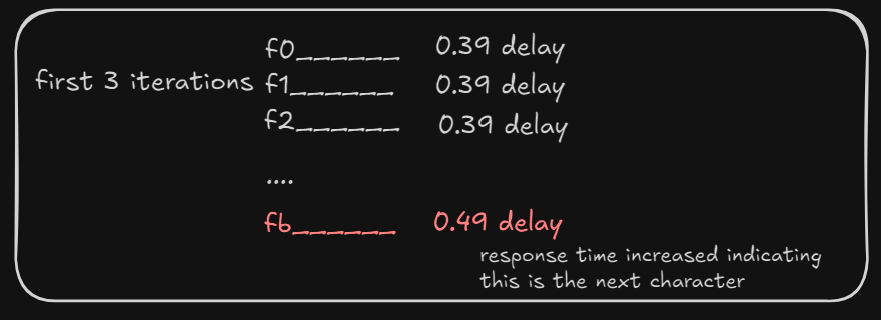 f0______ 0.39 delay
first 3 iterations f1______ 0.39 delay
f2______ 0.39 delay
....
fb______ 0.49 delay
response time increased indicating
this is the next character